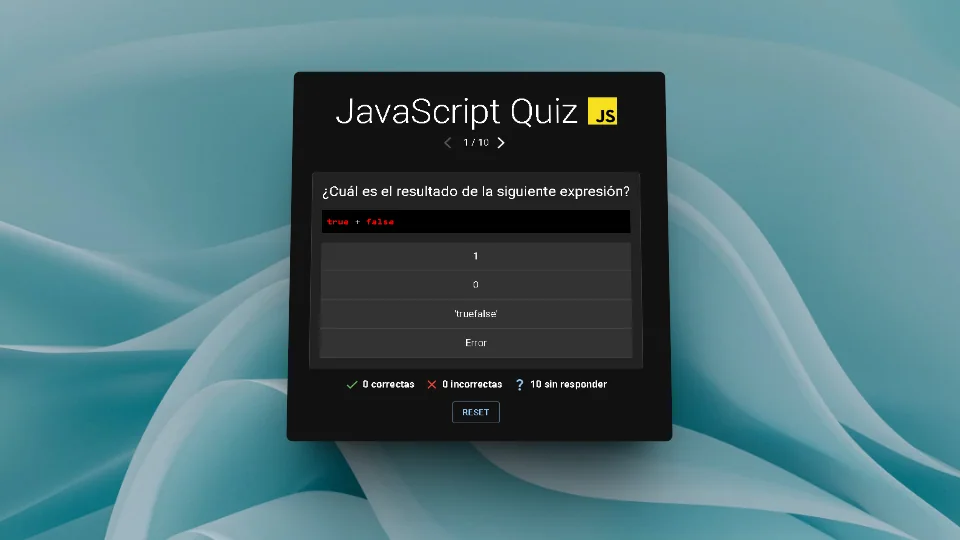 JavaScript Quiz JS
1 / 10
¿Cuál es el resultado de la siguiente expresión?
true + false
1
0
'truefalse'
Error
0 correctas 0 incorrectas ? 10 sin responder
RESET